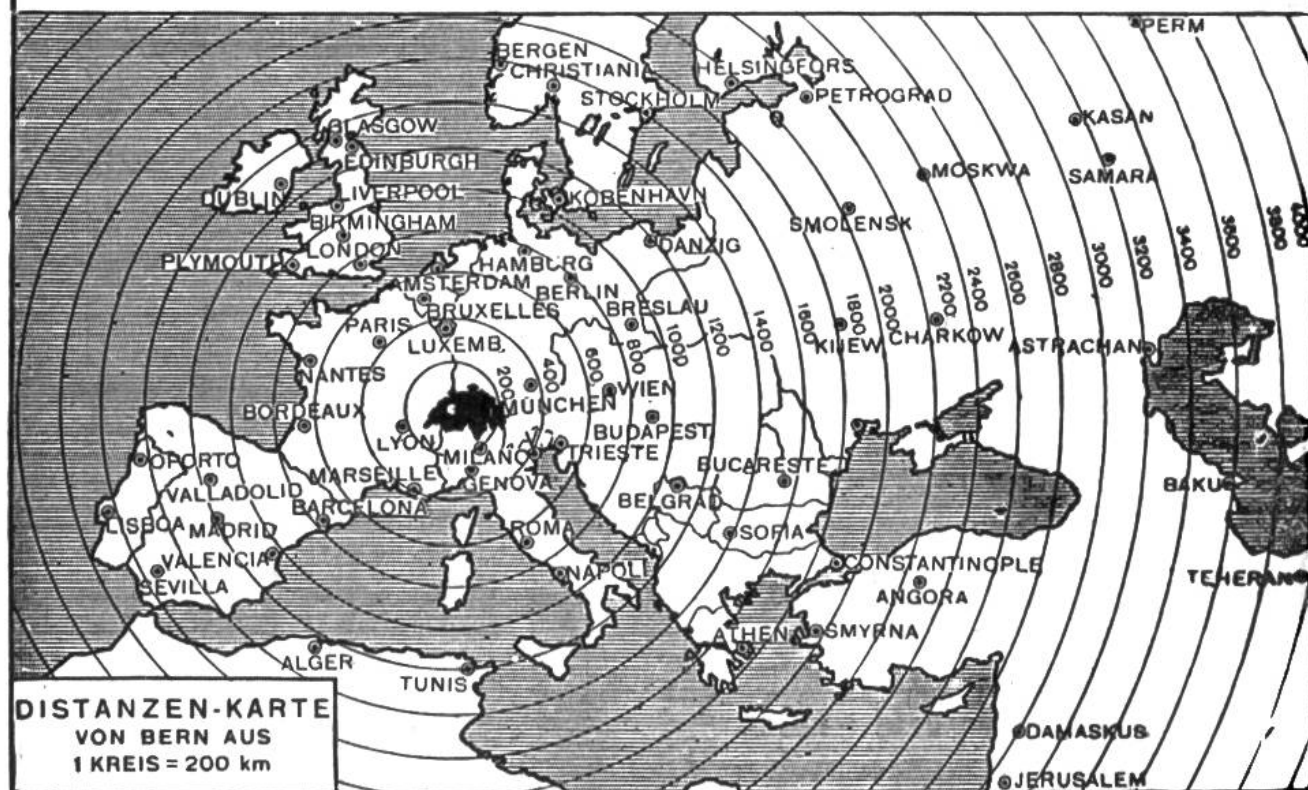 PERM
BERGEN
CHRISTIANIA
HELSINGFORS
STOCKHOLM
PETROGRAD
KASAN
GLASGOW
EDINBURGH
MOSKWA
SAMARA
DUBLIN
LIVERPOOL
KOBENHAVN
BIRMINGHAM
SMOLENSK
DANZIG
PLYMOUTH
LONDON
HAMBURG
AMSTERDAM
BERLIN
BRUXELLES
BRESLAU
PARIS
LUXEMB.
KIJEW
CHARKOW
ASTRACHAN
NANTES
200
400
600
800
1000
1200
1400
1600
1800
2000
2200
2400
2600
2800
3000
3200
3400
3600
3800
4000
WIEN
MÜNCHEN
BORDEAUX
LYON
BUDAPEST
MILANO
TRIESTE
OPORTO
MARSEILLE
GENOVA
BUCARESTE
VALLADOLID
BELGRAD
BAKU
LISBOA
MADRID
BARCELONA
ROMA
SOFIA
VALENCIA
SEVILLA
NAPOLI
CONSTANTINOPLE
TEHERAN
ANGORA
ATHEN
SMYRNA
ALGER
TUNIS
DISTANZEN-KARTE
VON BERN AUS
1 KREIS = 200 km
DAMASKUS
JERUSALEM